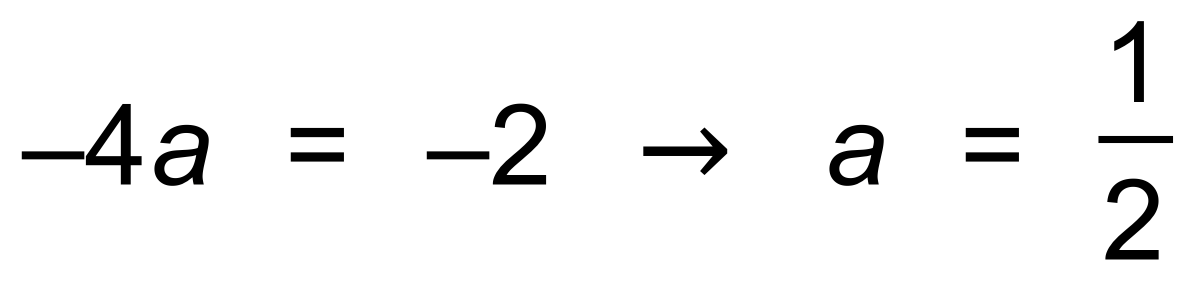 –4a = –2 → a = 1/2